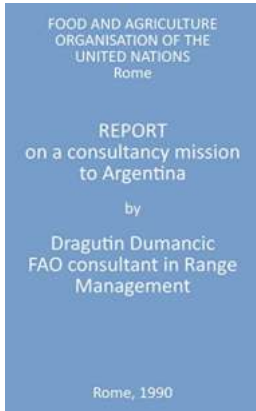 FOOD AND AGRICULTURE
ORGANISATION OF THE
UNITED NATIONS
Rome
REPORT
on a consultancy mission
to Argentina
by
Dragutin Dumancic
FAO consultant in Range
Management
Rome, 1990